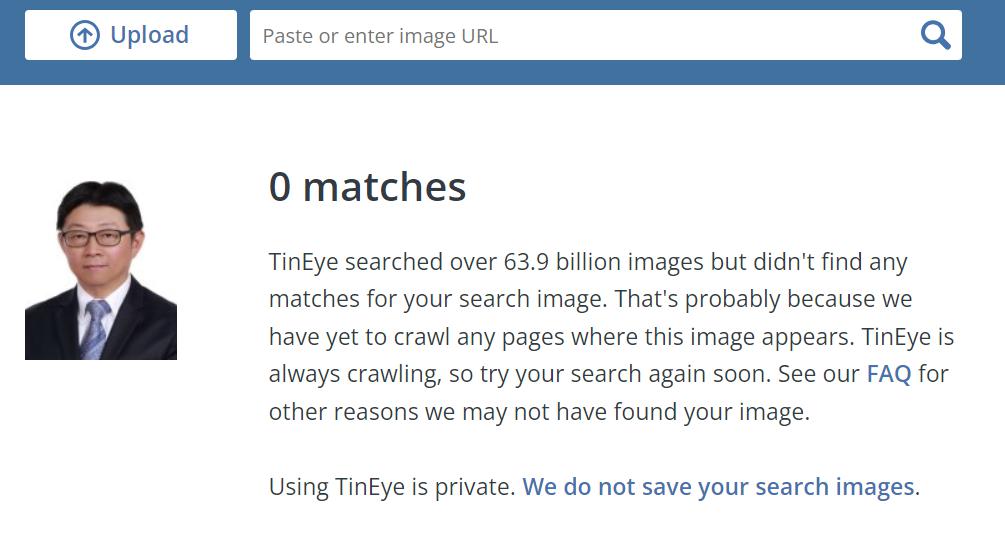 Upload
Paste or enter image URL
0 matches
TinEye searched over 63.9 billion images but didn't find any
matches for your search image. That's probably because we
have yet to crawl any pages where this image appears. TinEye is
always crawling, so try your search again soon. See our FAQ for
other reasons we may not have found your image.
Using TinEye is private. We do not save your search images.